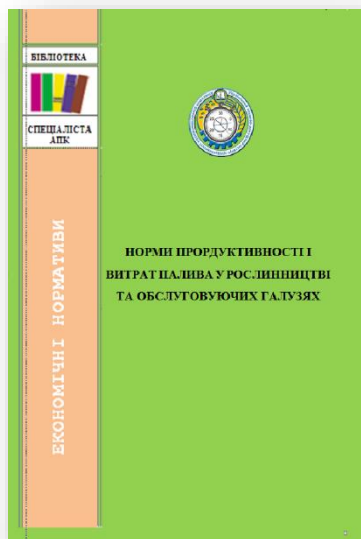 БІБЛІОТЕКА
СПЕЦІАЛІСТА
АПК
ЕКОНОМІЧНІ НОРМАТИВИ
НОРМИ ПРОРДУКТИВНОСТІ І
ВИТРАТ ПАЛИВА У РОСЛИННИЦТВІ
ТА ОБСЛУГОВУЮЧИХ ГАЛУЗЯХ